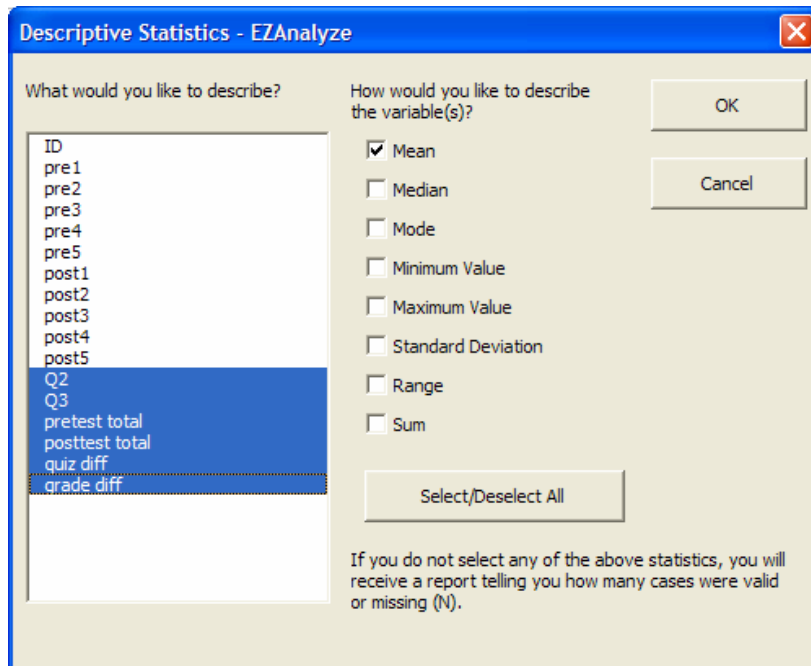 Descriptive Statistics - EZAnalyze
What would you like to describe?
ID
pre1
pre2
pre3
pre4
pre5
post1
post2
post3
post4
post5
Q2
Q3
pretest total
posttest total
quiz diff
grade diff
How would you like to describe
the variable(s)?
Mean
Median
Mode
Minimum Value
Maximum Value
Standard Deviation
Range
Sum
Select/Deselect All
If you do not select any of the above statistics, you will
receive a report telling you how many cases were valid
or missing (N).
OK
Cancel